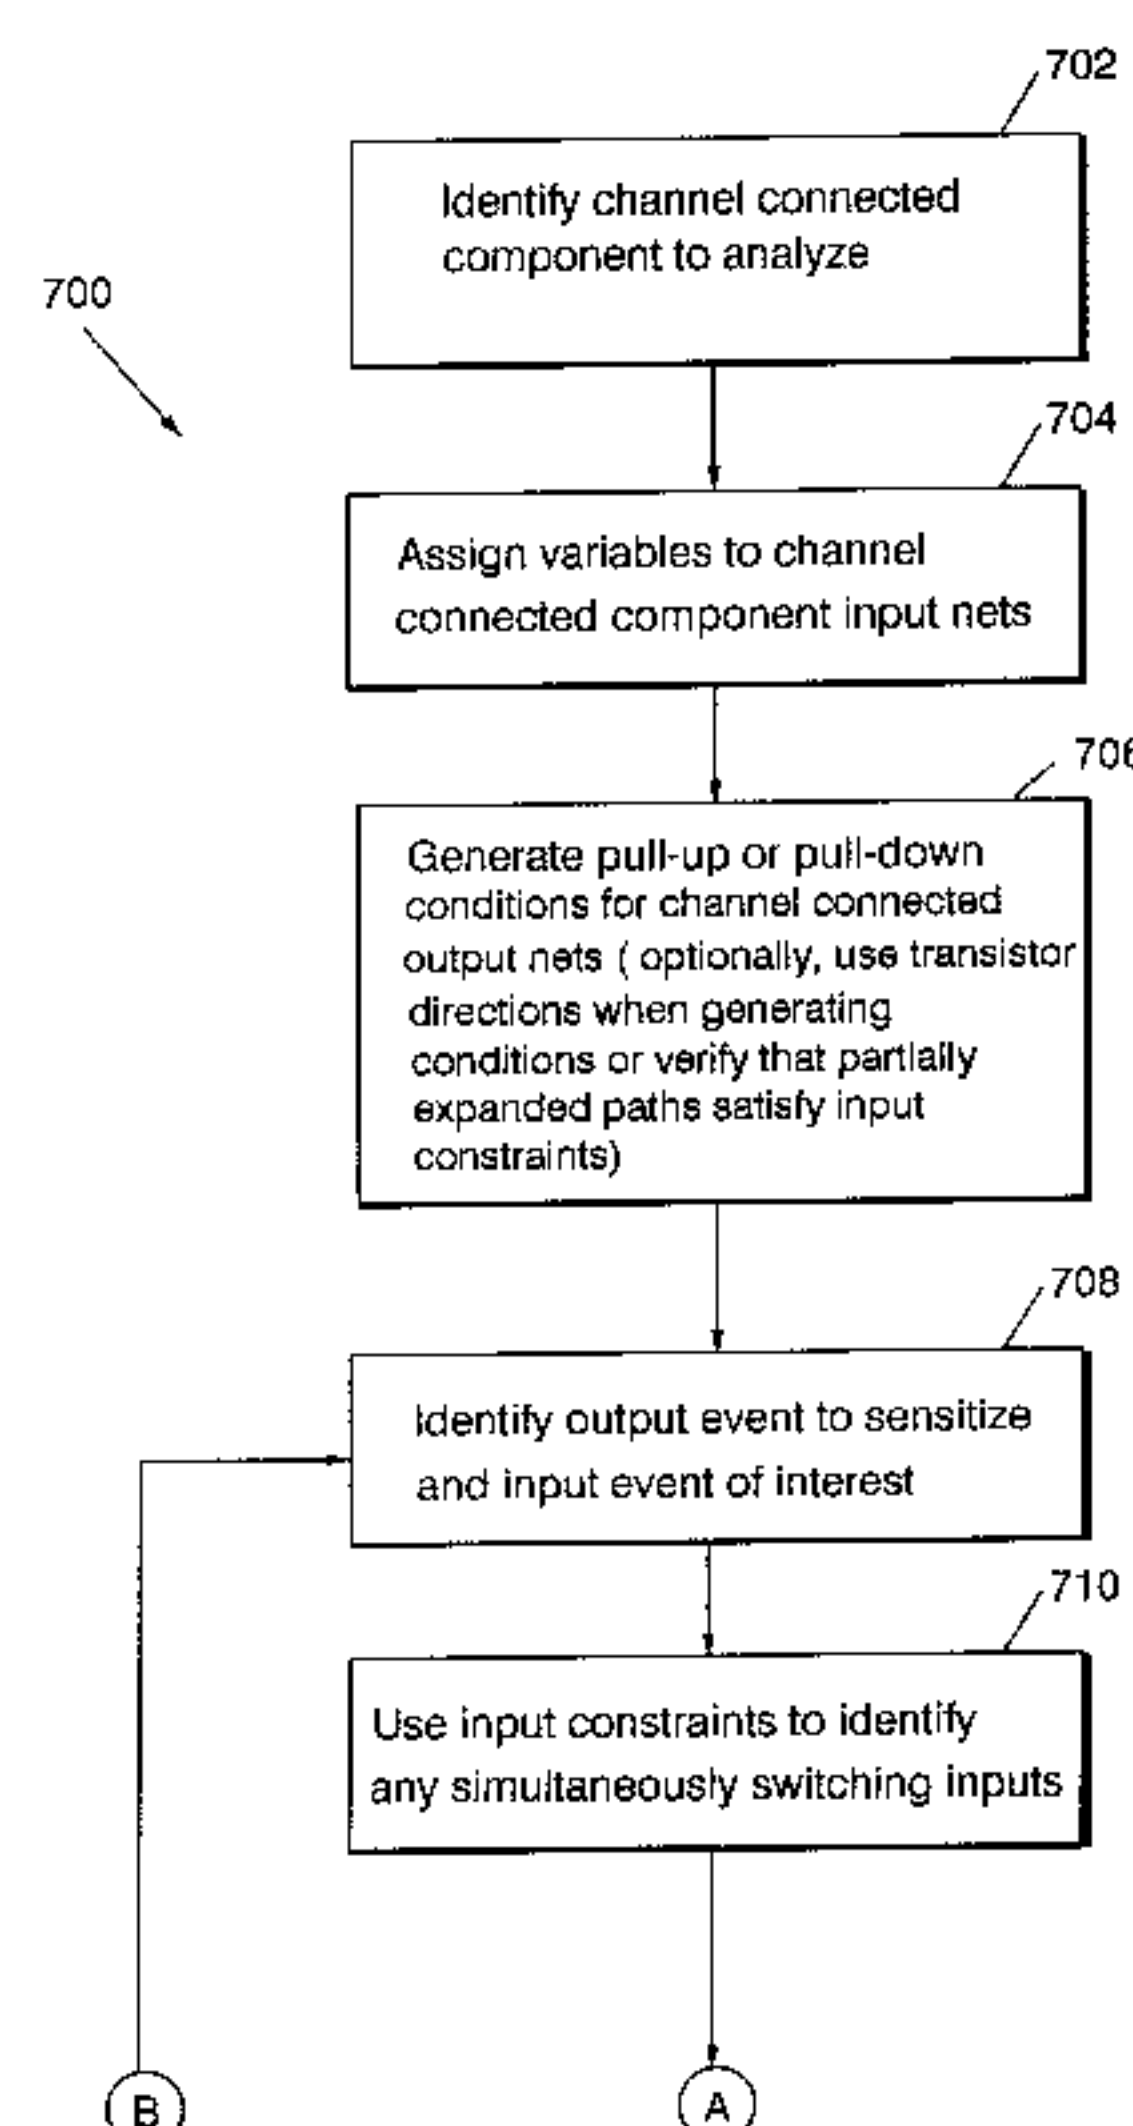 702
Identify channel connected
component to analyze
700
704
Assign variables to channel
connected component input nets
706
Generate pull-up or pull-down
conditions for channel connected
output nets ( optionally, use transistor
directions when generating
conditions or verify that partially
expanded paths satisfy input
constraints)
708
Identify output event to sensitize
and input event of interest
710
Use input constraints to identify
any simultaneously switching inputs
B
A